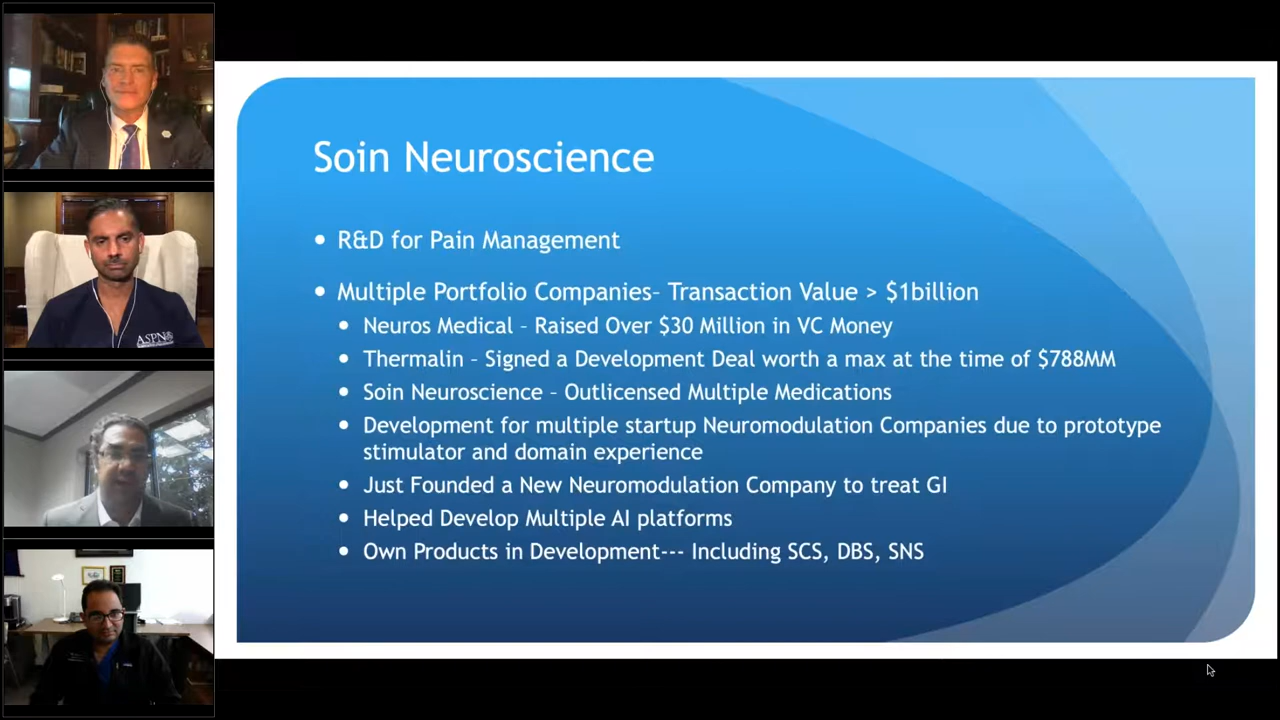 Soin Neuroscience
• R&D for Pain Management
• Multiple Portfolio Companies– Transaction Value > $1billion
• Neuros Medical – Raised Over $30 Million in VC Money
• Thermalin – Signed a Development Deal worth a max at the time of $788MM
• Soin Neuroscience – Outlicensed Multiple Medications
• Development for multiple startup Neuromodulation Companies due to prototype
stimulator and domain experience
• Just Founded a New Neuromodulation Company to treat GI
• Helped Develop Multiple AI platforms
• Own Products in Development--- Including SCS, DBS, SNS
ASPN